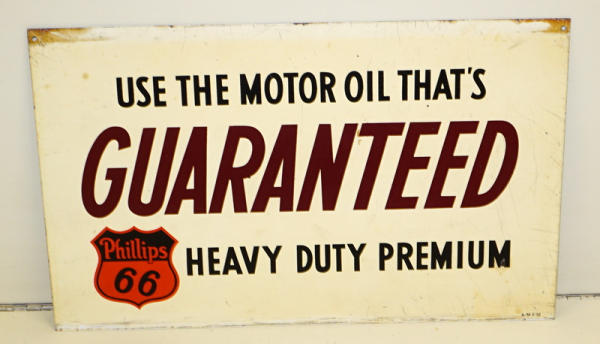 USE THE MOTOR OIL THAT'S
GUARANTEED
Phillips
66
HEAVY DUTY PREMIUM